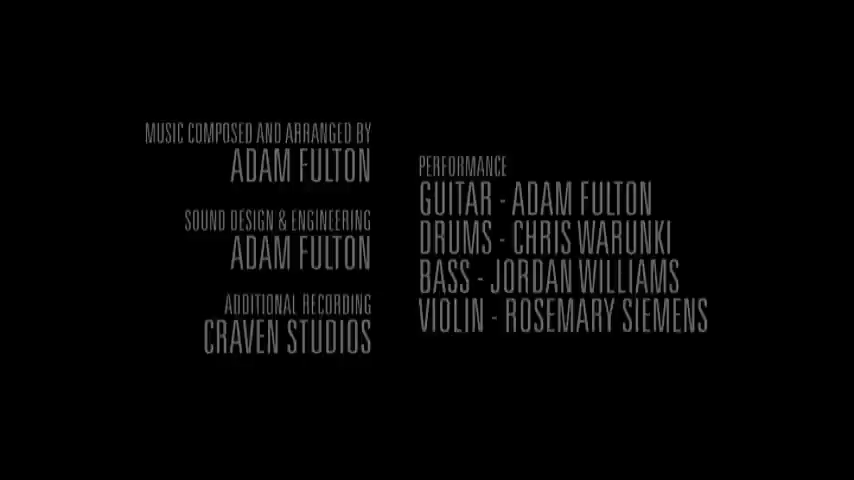 MUSIC COMPOSED AND ARRANGED BY
ADAM FULTON
SOUND DESIGN & ENGINEERING
ADAM FULTON
ADDITIONAL RECORDING
CRAVEN STUDIOS
PERFORMANCE
GUITAR - ADAM FULTON
DRUMS - CHRIS WARUNKI
BASS - JORDAN WILLIAMS
VIOLIN - ROSEMARY SIEMENS